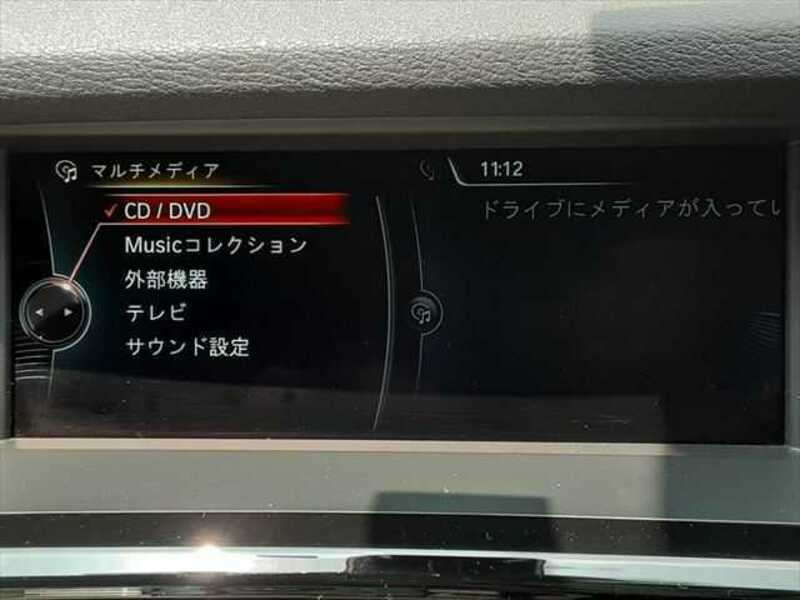 マルチメディア
11:12
CD / DVD
ドライブにメディアが入ってい
Musicコレクション
外部機器
テレビ
サウンド設定